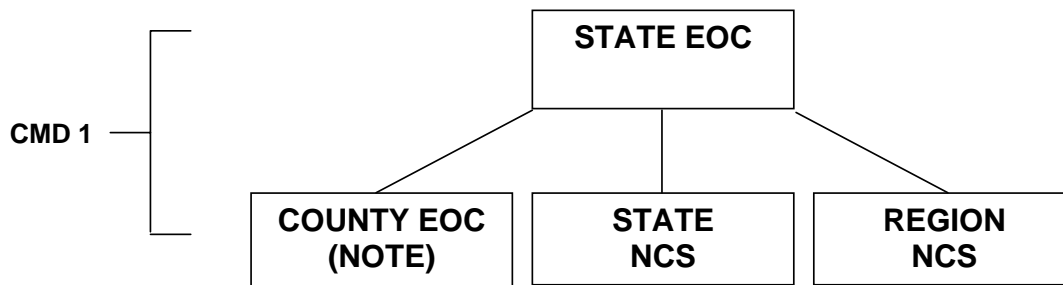 STATE EOC
CMD 1
COUNTY EOC
(NOTE)
STATE
NCS
REGION
NCS